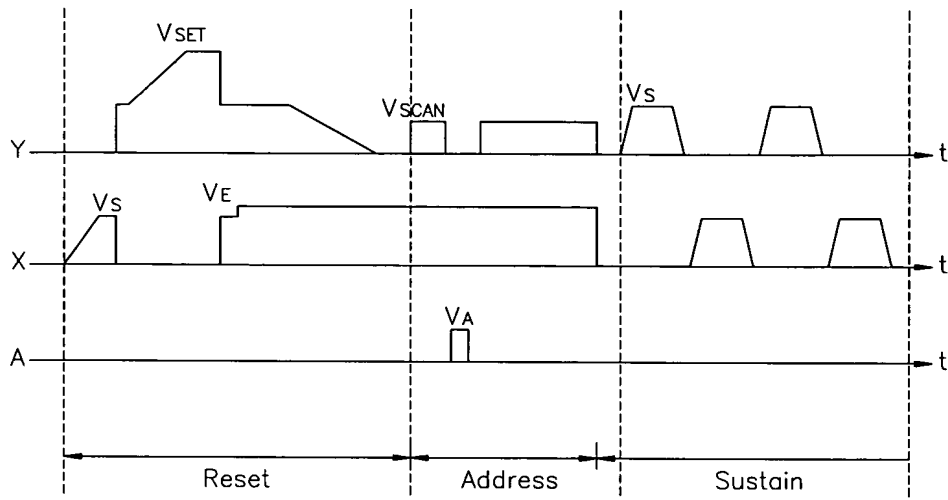 VSET
VSCAN
VS
Y
t
VS
VE
X
t
VA
A
t
Reset
Address
Sustain